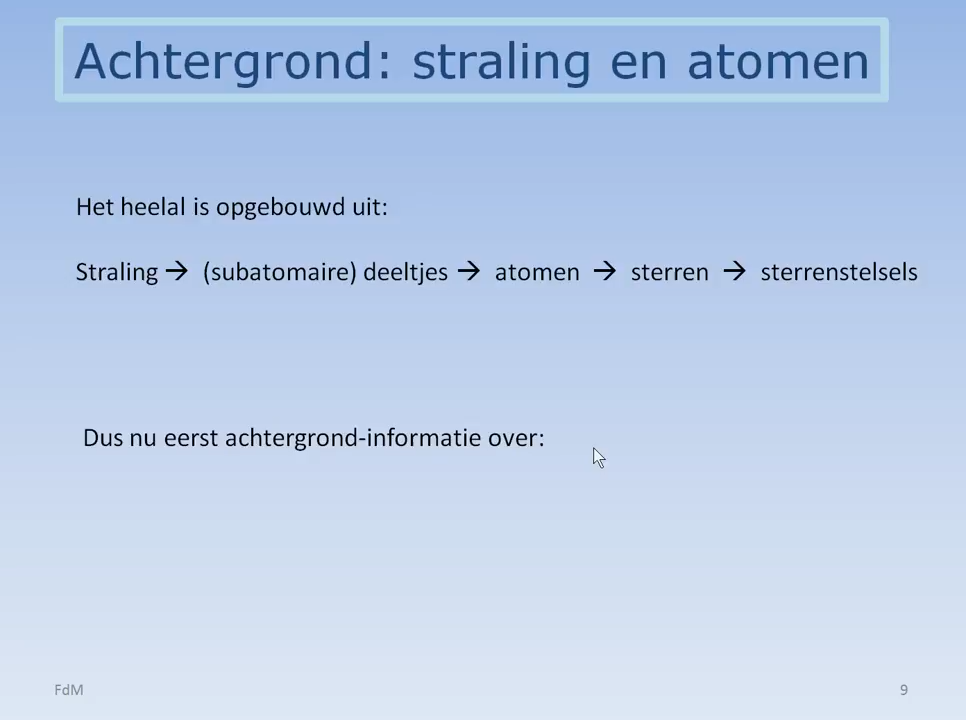 Achtergrond: straling en atomen
Het heelal is opgebouwd uit:
Straling → (subatomaire) deeltjes → atomen → sterren → sterrenstelsels
Dus nu eerst achtergrond-informatie over:
FdM
9